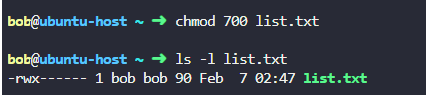 bob@ubuntu-host ~ ➜ chmod 700 list.txt
bob@ubuntu-host ~ ➜ ls -l list.txt
-rwx------ 1 bob bob 90 Feb  7 02:47 list.txt